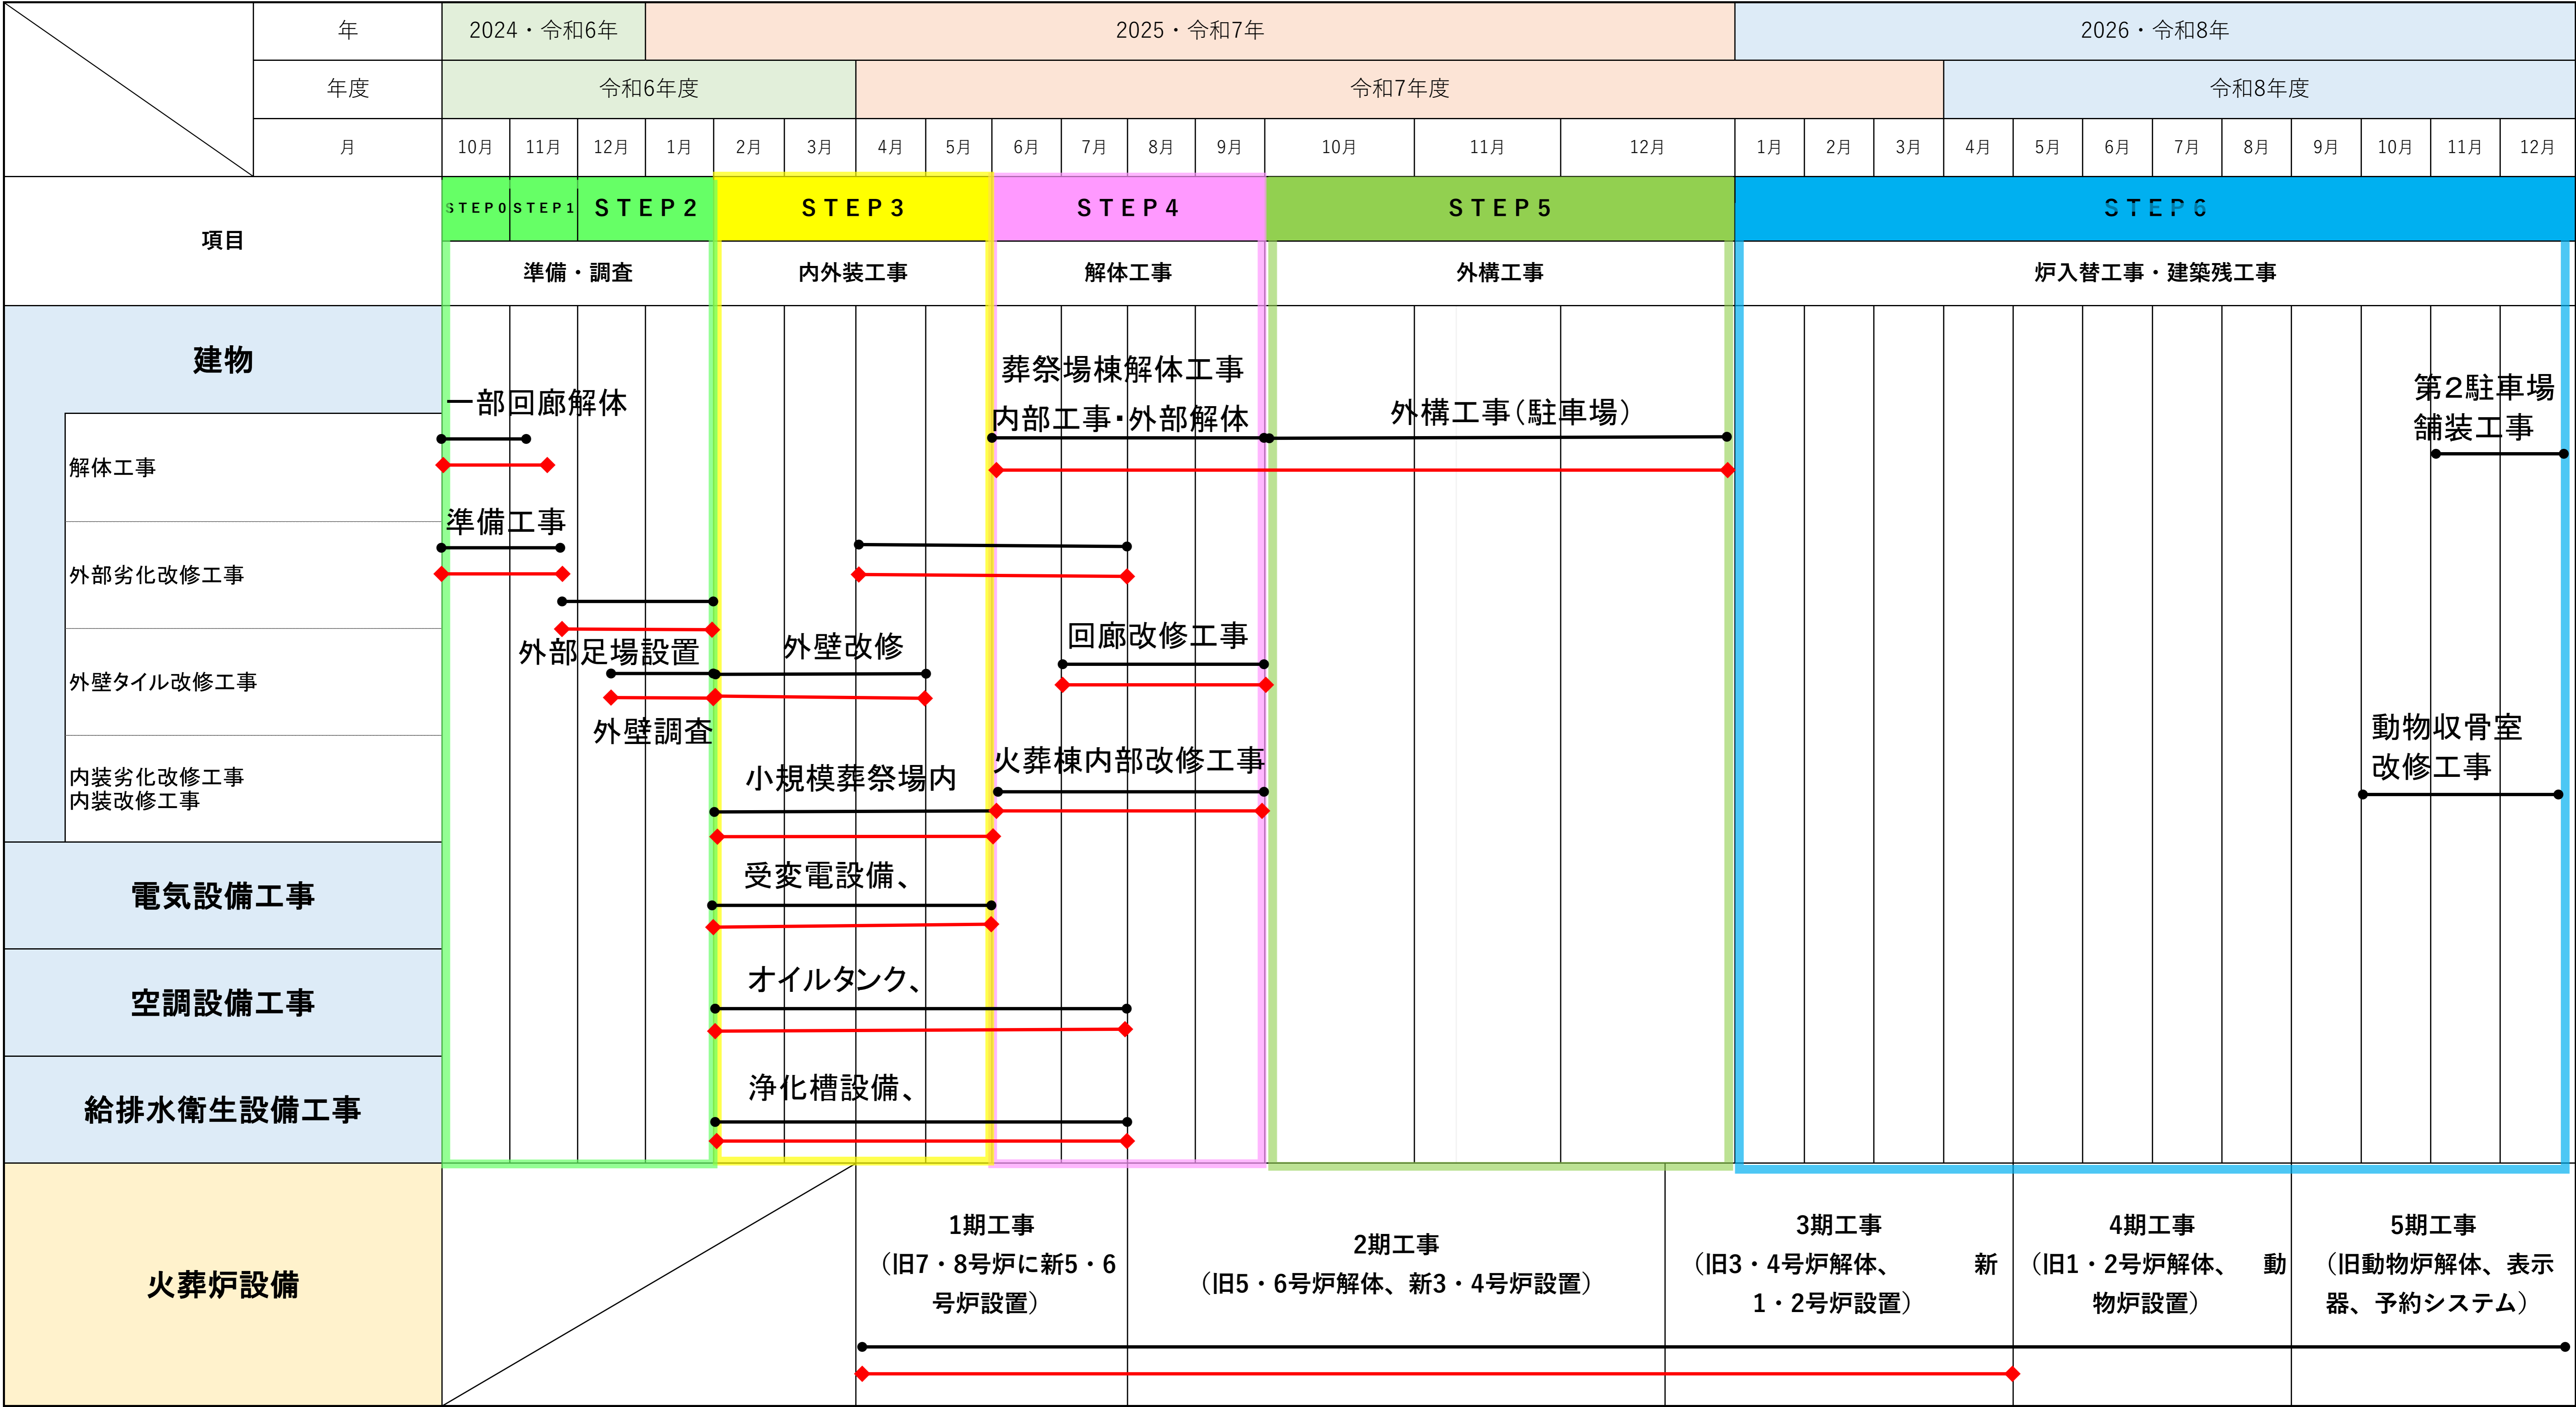 年 2024・令和6年 2025・令和7年 2026・令和8年
年度 令和6年度 令和7年度 令和8年度
月 10月 11月 12月 1月 2月 3月 4月 5月 6月 7月 8月 9月 10月 11月 12月 1月 2月 3月 4月 5月 6月 7月 8月 9月 10月 11月 12月
項目
STEP0 STEP1 STEP2 STEP3 STEP4 STEP5 STEP6
準備・調査 内外装工事 解体工事 外構工事 炉入替工事・建築残工事
建物
解体工事
一部回廊解体
葬祭場棟解体工事
内部工事・外部解体
外構工事（駐車場）
第2駐車場
舗装工事
外部劣化改修工事
準備工事
外部足場設置
外壁タイル改修工事
外壁改修
回廊改修工事
外壁調査
内装劣化改修工事
内装改修工事
小規模葬祭場内
火葬棟内部改修工事
動物収骨室
改修工事
電気設備工事
受変電設備、
空調設備工事
オイルタンク、
給排水衛生設備工事
浄化槽設備、
火葬炉設備
1期工事
（旧7・8号炉に新5・6
号炉設置）
2期工事
（旧5・6号炉解体、新3・4号炉設置）
3期工事
（旧3・4号炉解体、 新
1・2号炉設置）
4期工事
（旧1・2号炉解体、 動
物炉設置）
5期工事
（旧動物炉解体、表示
器、予約システム）